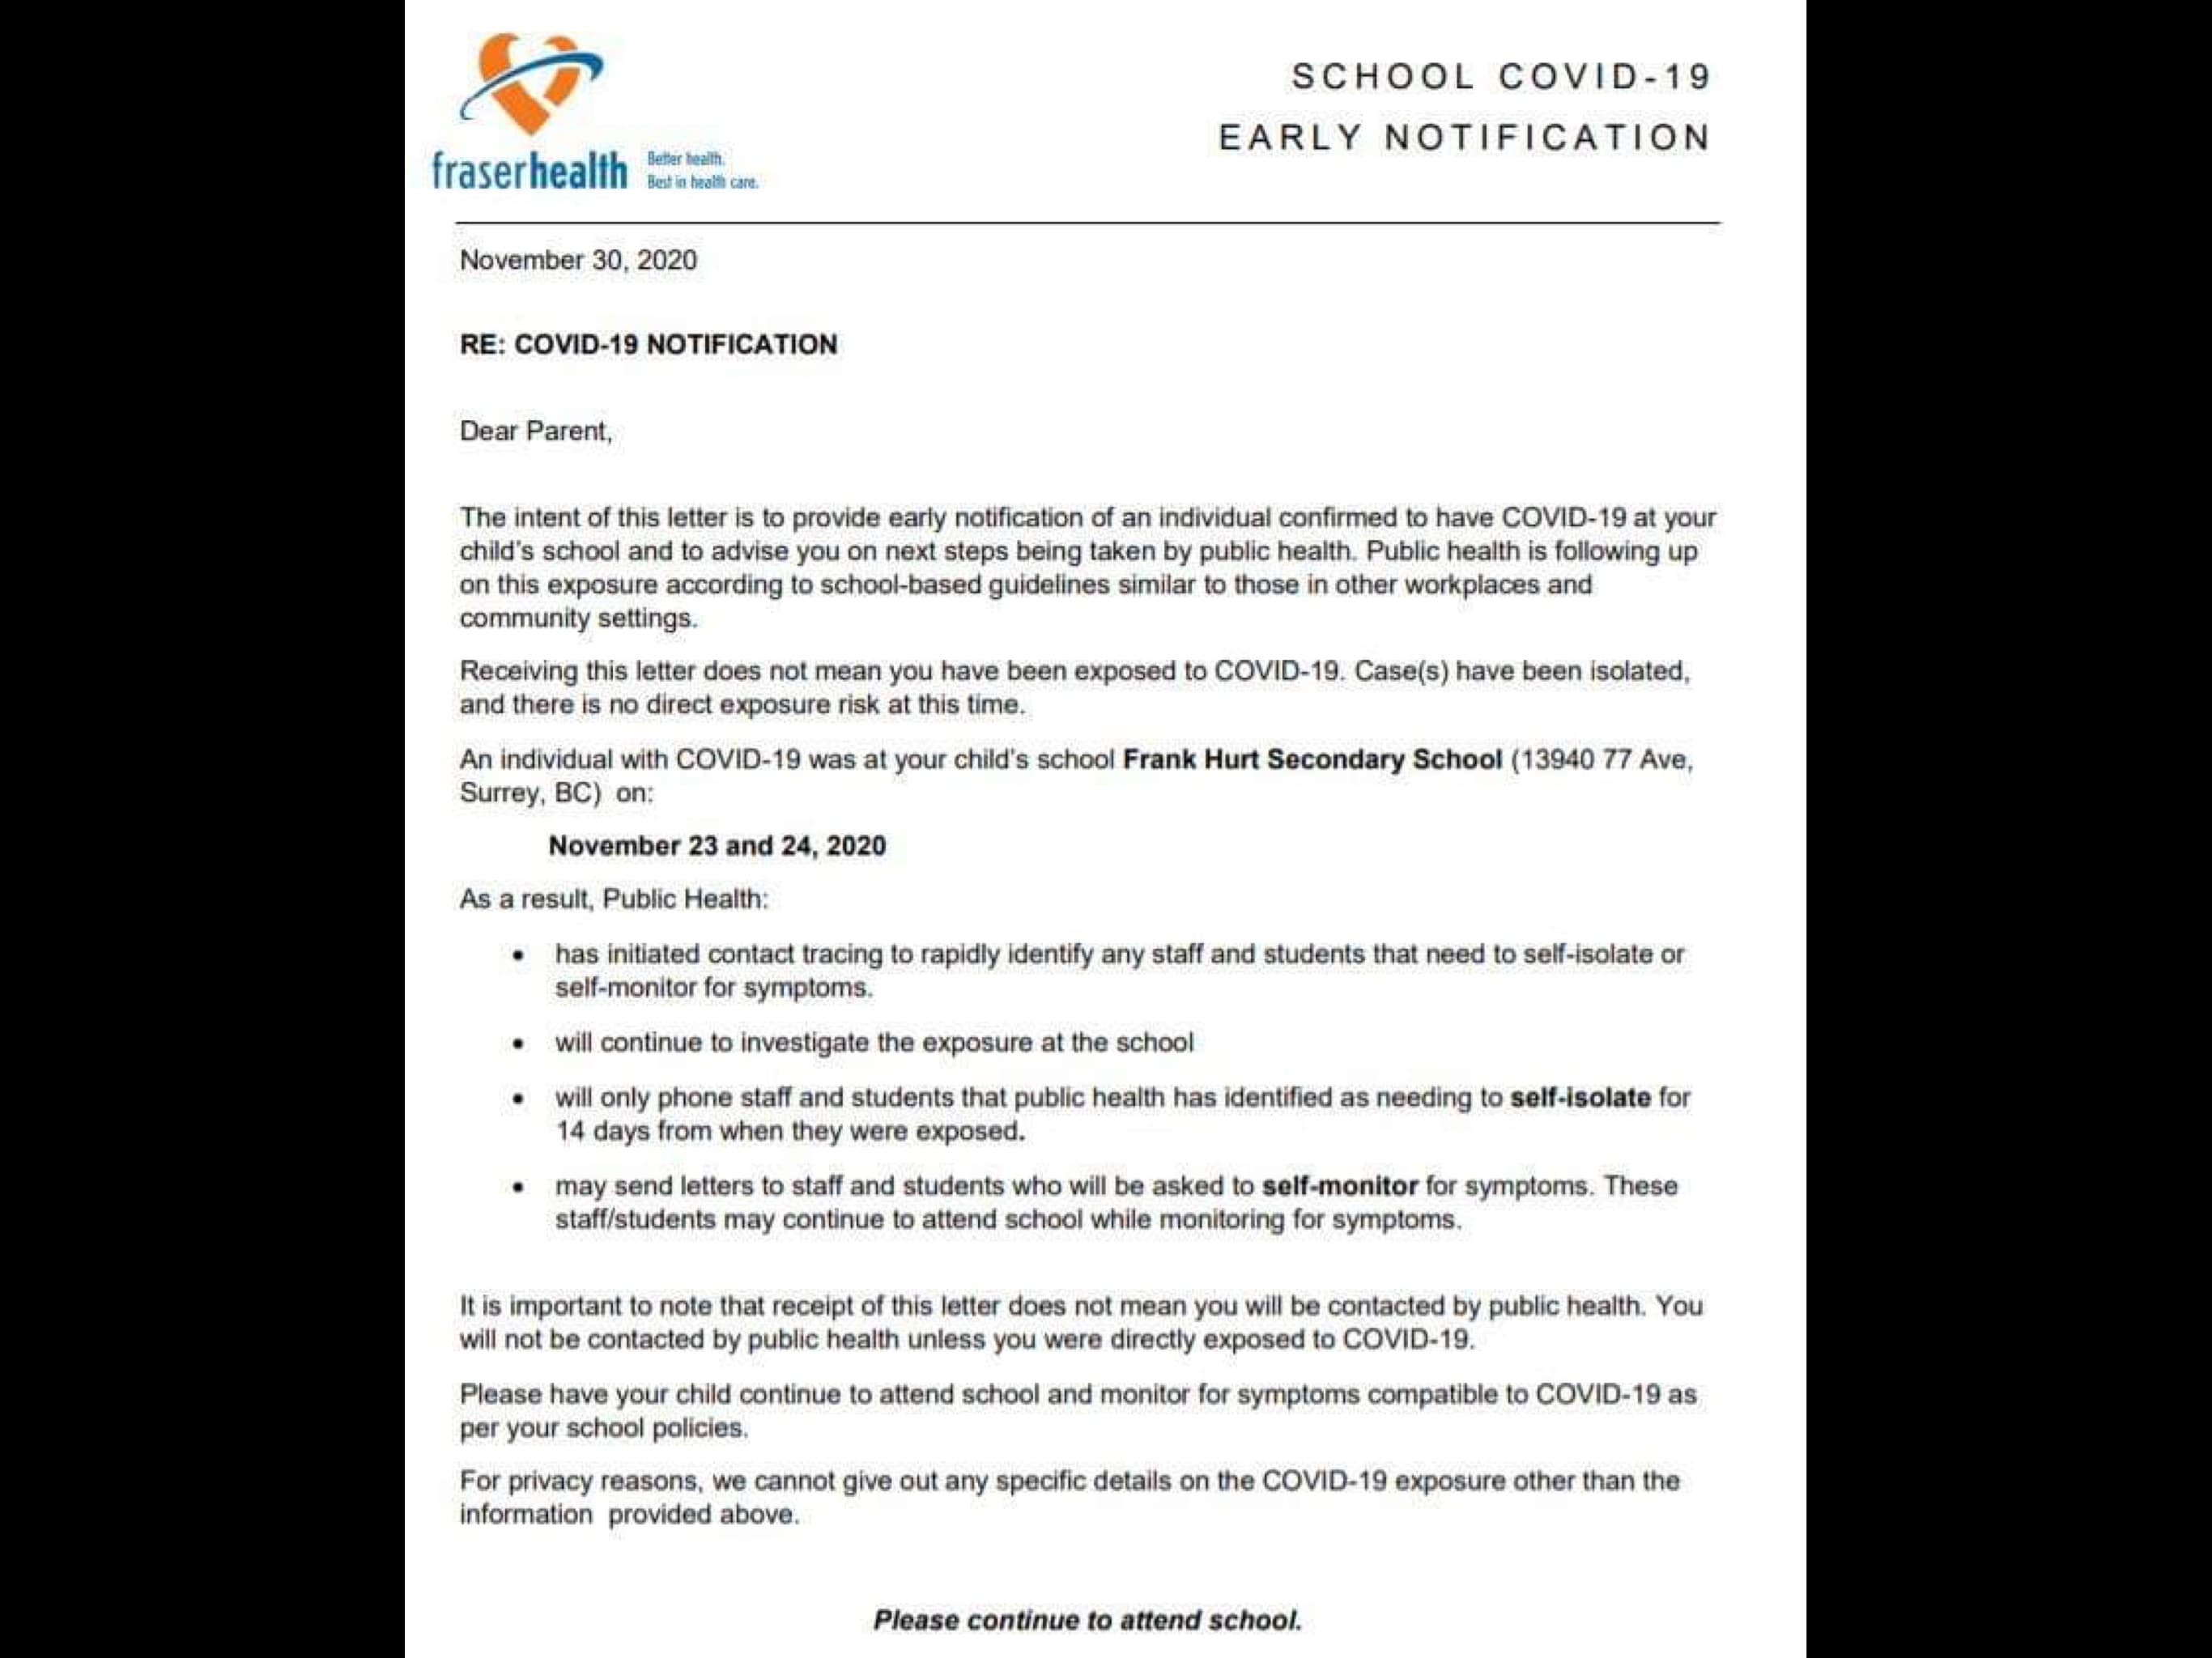 SCHOOL COVID-19
EARLY NOTIFICATION
fraserhealth
Better health.
Best in health care.
November 30, 2020
RE: COVID-19 NOTIFICATION
Dear Parent,
The intent of this letter is to provide early notification of an individual confirmed to have COVID-19 at your
child's school and to advise you on next steps being taken by public health. Public health is following up
on this exposure according to school-based guidelines similar to those in other workplaces and
community settings.
Receiving this letter does not mean you have been exposed to COVID-19. Case(s) have been isolated,
and there is no direct exposure risk at this time.
An individual with COVID-19 was at your child's school Frank Hurt Secondary School (13940 77 Ave,
Surrey, BC) on:
November 23 and 24, 2020
As a result, Public Health:
• has initiated contact tracing to rapidly identify any staff and students that need to self-isolate or
self-monitor for symptoms.
• will continue to investigate the exposure at the school
• will only phone staff and students that public health has identified as needing to self-isolate for
14 days from when they were exposed.
• may send letters to staff and students who will be asked to self-monitor for symptoms. These
staff/students may continue to attend school while monitoring for symptoms.
It is important to note that receipt of this letter does not mean you will be contacted by public health. You
will not be contacted by public health unless you were directly exposed to COVID-19.
Please have your child continue to attend school and monitor for symptoms compatible to COVID-19 as
per your school policies.
For privacy reasons, we cannot give out any specific details on the COVID-19 exposure other than the
information provided above.
Please continue to attend school.